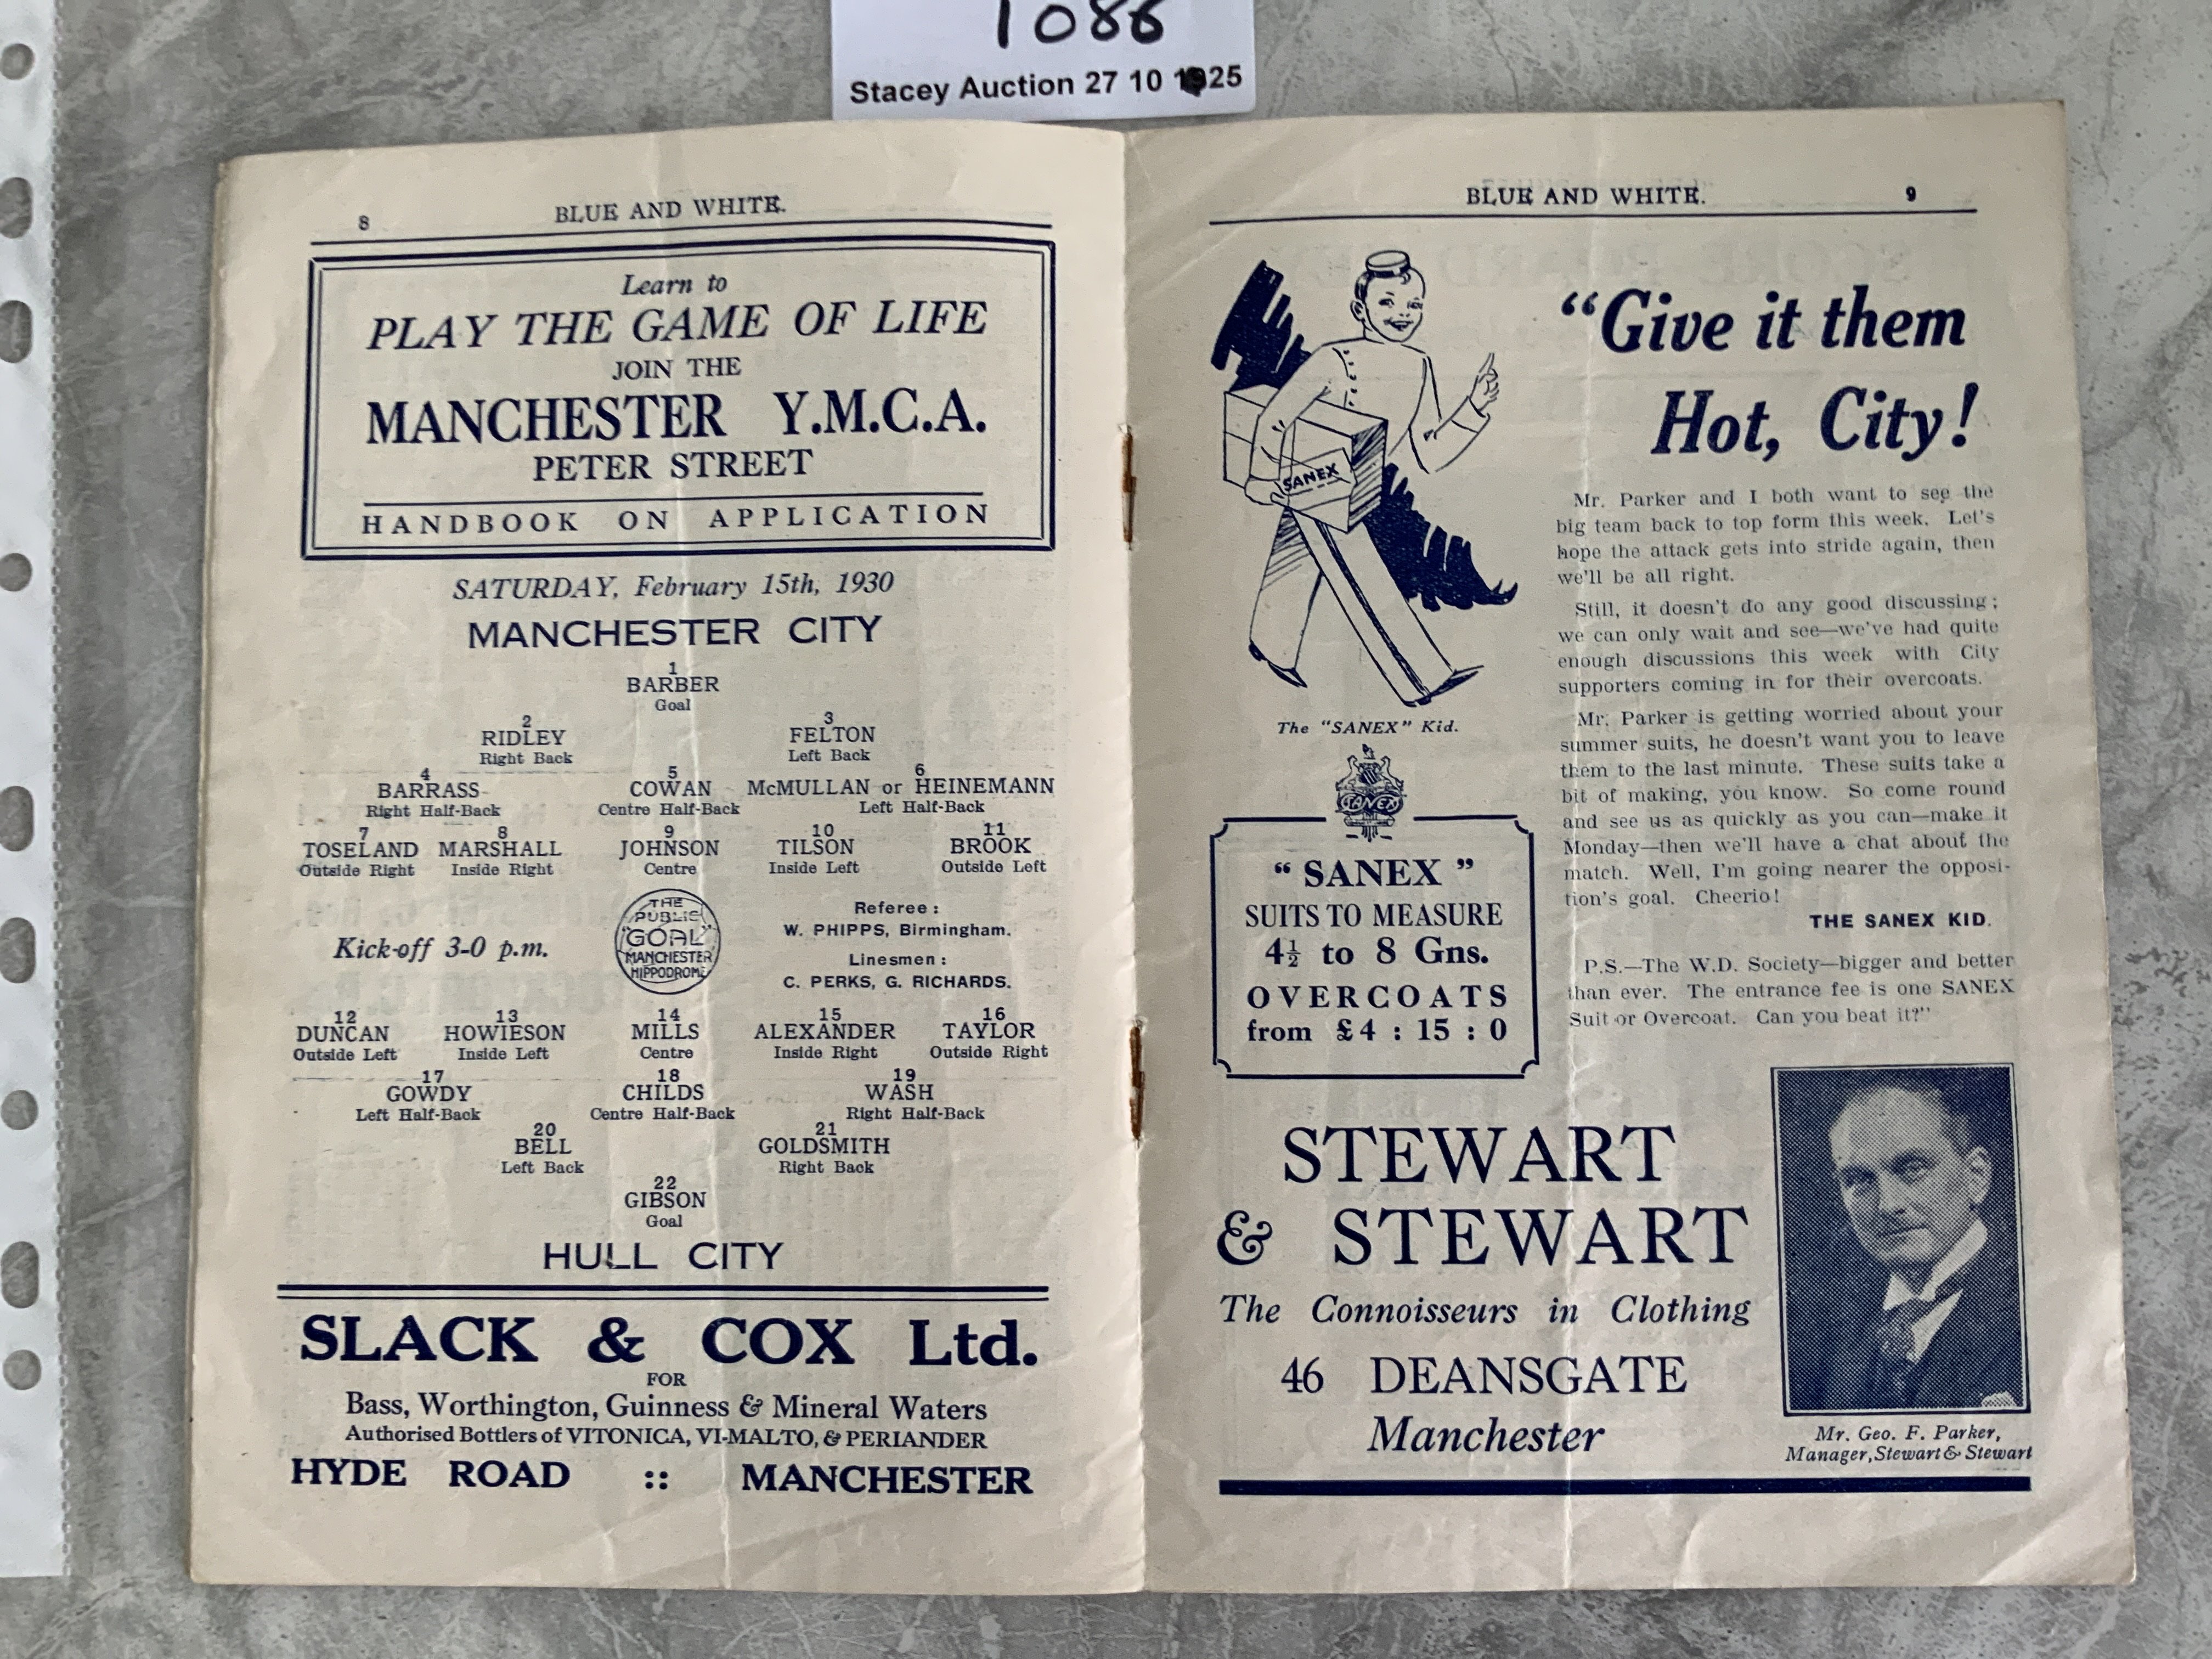 1086
Stacey Auction 27 10 1925
8
BLUE AND WHITE.
Learn to
PLAY THE GAME OF LIFE
JOIN THE
MANCHESTER Y.M.C.A.
PETER STREET
HANDBOOK ON APPLICATION
SATURDAY, February 15th, 1930
MANCHESTER CITY
1
BARBER
Goal
2 3
RIDLEY FELTON
Right Back Left Back
4 5 6
BARRASS COWAN McMULLAN or HEINEMANN
Right Half-Back Centre Half-Back Left Half-Back
7 8 9 10 11
TOSELAND MARSHALL JOHNSON TILSON BROOK
Outside Right Inside Right Centre Inside Left Outside Left
Kick-off 3-0 p.m.
THE
PUBLIC
"GOAL"
MANCHESTER
HIPPODROME
Referee :
W. PHIPPS, Birmingham.
Linesmen :
C. PERKS, G. RICHARDS.
12 13 14 15 16
DUNCAN HOWIESON MILLS ALEXANDER TAYLOR
Outside Left Inside Left Centre Inside Right Outside Right
17 18 19
GOWDY CHILDS WASH
Left Half-Back Centre Half-Back Right Half-Back
20 21
BELL GOLDSMITH
Left Back Right Back
22
GIBSON
Goal
HULL CITY
SLACK & COX Ltd.
FOR
Bass, Worthington, Guinness & Mineral Waters
Authorised Bottlers of VITONICA, VI-MALTO, & PERIANDER
HYDE ROAD :: MANCHESTER
BLUE AND WHITE. 9
SANEX
The "SANEX" Kid.
SANEX
"SANEX"
SUITS TO MEASURE
4½ to 8 Gns.
OVERCOATS
from £4 : 15 : 0
"Give it them
Hot, City!
Mr. Parker and I both want to see the
big team back to top form this week. Let's
hope the attack gets into stride again, then
we'll be all right.
Still, it doesn't do any good discussing;
we can only wait and see—we've had quite
enough discussions this week with City
supporters coming in for their overcoats.
Mr. Parker is getting worried about your
summer suits, he doesn't want you to leave
them to the last minute. These suits take a
bit of making, you know. So come round
and see us as quickly as you can—make it
Monday—then we'll have a chat about the
match. Well, I'm going nearer the opposi-
tion's goal. Cheerio!
THE SANEX KID.
P.S.—The W.D. Society—bigger and better
than ever. The entrance fee is one SANEX
Suit or Overcoat. Can you beat it?"
STEWART
& STEWART
The Connoisseurs in Clothing
46 DEANSGATE
Manchester
Mr. Geo. F. Parker,
Manager, Stewart & Stewart